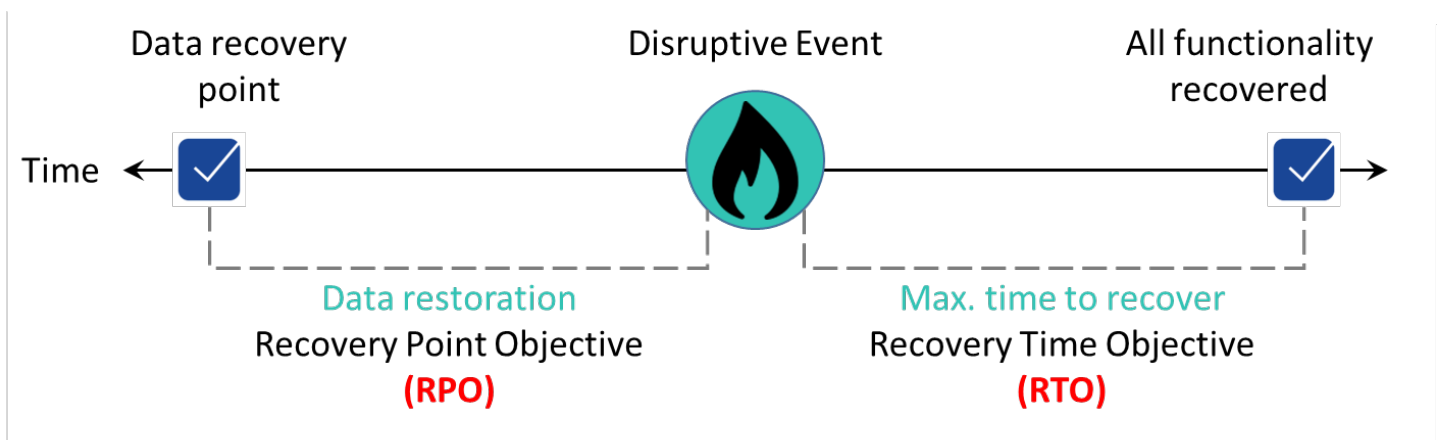 Data recovery
point
Disruptive Event
All functionality
recovered
Time
Data restoration
Recovery Point Objective
(RPO)
Max. time to recover
Recovery Time Objective
(RTO)